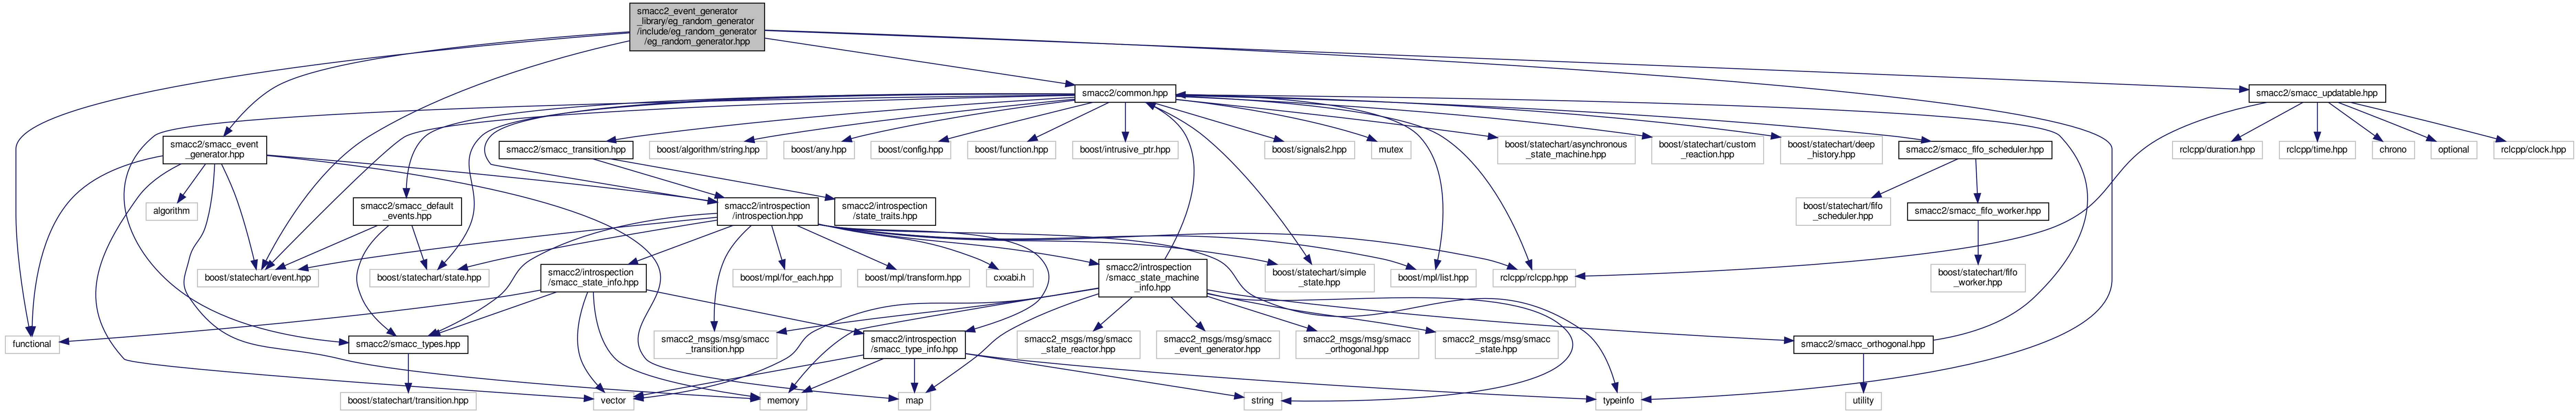 smacc2_event_generator
_library/eg_random_generator
/include/eg_random_generator
/eg_random_generator.hpp
smacc2/common.hpp
smacc2/smacc_updatable.hpp
smacc2/smacc_event
_generator.hpp
smacc2/smacc_transition.hpp
boost/algorithm/string.hpp
boost/any.hpp
boost/config.hpp
boost/function.hpp
boost/intrusive_ptr.hpp
boost/signals2.hpp
mutex
boost/statechart/asynchronous
_state_machine.hpp
boost/statechart/custom
_reaction.hpp
boost/statechart/deep
_history.hpp
smacc2/smacc_fifo_scheduler.hpp
rclcpp/duration.hpp
rclcpp/time.hpp
chrono
optional
rclcpp/clock.hpp
algorithm
smacc2/smacc_default
_events.hpp
smacc2/introspection
/introspection.hpp
smacc2/introspection
/state_traits.hpp
boost/statechart/fifo
_scheduler.hpp
smacc2/smacc_fifo_worker.hpp
boost/statechart/event.hpp
boost/statechart/state.hpp
smacc2/introspection
/smacc_state_info.hpp
boost/mpl/for_each.hpp
boost/mpl/transform.hpp
cxxabi.h
smacc2/introspection
/smacc_state_machine
_info.hpp
boost/statechart/simple
_state.hpp
boost/mpl/list.hpp
rclcpp/rclcpp.hpp
boost/statechart/fifo
_worker.hpp
functional
smacc2/smacc_types.hpp
smacc2_msgs/msg/smacc
_transition.hpp
smacc2/introspection
/smacc_type_info.hpp
smacc2_msgs/msg/smacc
_state_reactor.hpp
smacc2_msgs/msg/smacc
_event_generator.hpp
smacc2_msgs/msg/smacc
_orthogonal.hpp
smacc2_msgs/msg/smacc
_state.hpp
smacc2/smacc_orthogonal.hpp
boost/statechart/transition.hpp
vector
memory
map
string
typeinfo
utility